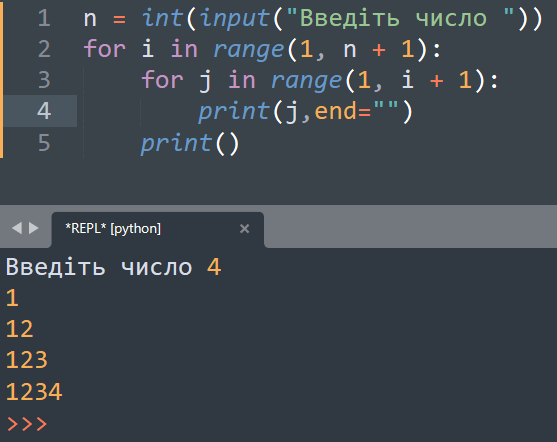 1 n = int(input("Введіть число "))
2 for i in range(1, n + 1):
3     for j in range(1, i + 1):
4         print(j,end="")
5     print()
*REPL* [python] ×
Введіть число 4
1
12
123
1234
>>>